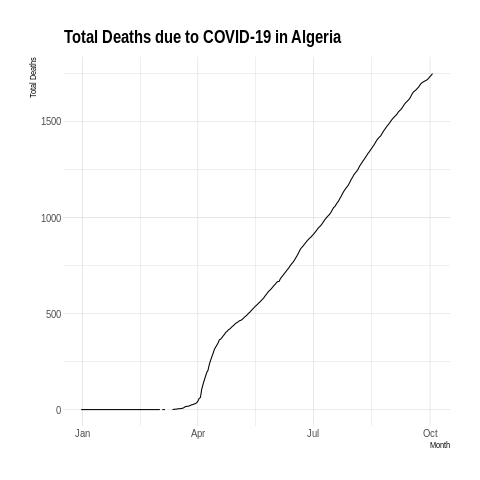 Total Deaths due to COVID-19 in Algeria
Total Deaths
1500
1000
500
0
Jan Apr Jul Oct
Month